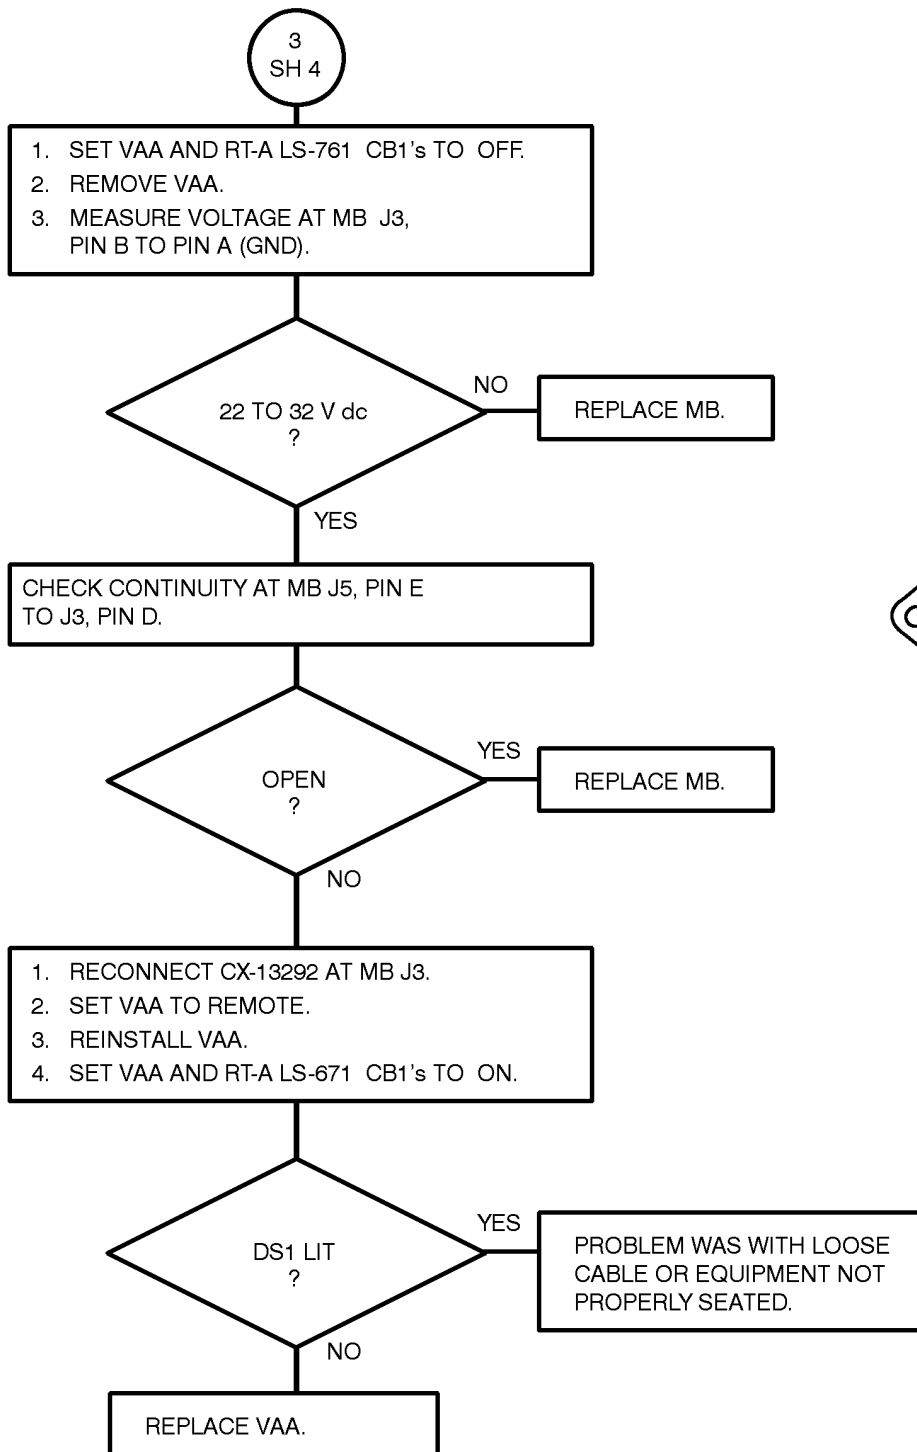 3
SH 4
1. SET VAA AND RT-A LS-761 CB1's TO OFF.
2. REMOVE VAA.
3. MEASURE VOLTAGE AT MB J3,
PIN B TO PIN A (GND).
22 TO 32 V dc
?
NO
REPLACE MB.
YES
CHECK CONTINUITY AT MB J5, PIN E
TO J3, PIN D.
OPEN
?
YES
REPLACE MB.
NO
1. RECONNECT CX-13292 AT MB J3.
2. SET VAA TO REMOTE.
3. REINSTALL VAA.
4. SET VAA AND RT-A LS-671 CB1's TO ON.
DS1 LIT
?
YES
PROBLEM WAS WITH LOOSE
CABLE OR EQUIPMENT NOT
PROPERLY SEATED.
NO
REPLACE VAA.